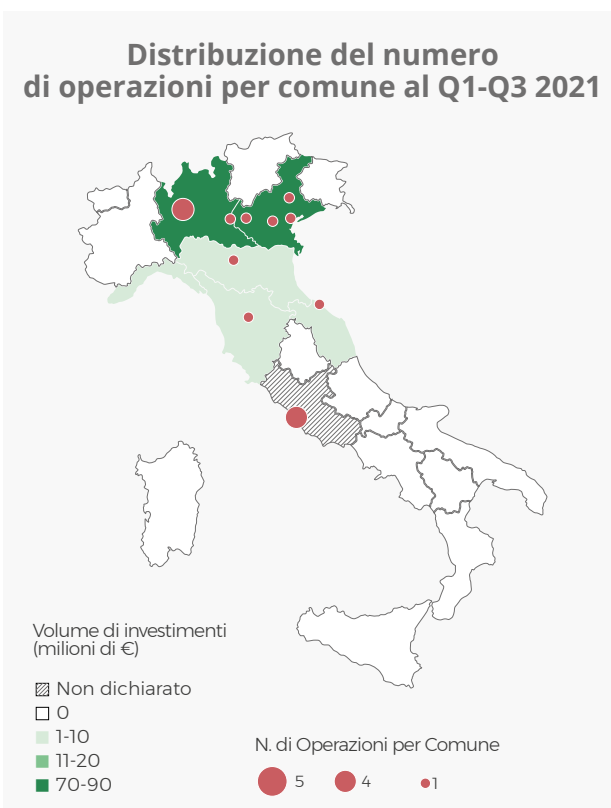 Distribuzione del numero
di operazioni per comune al Q1-Q3 2021
Volume di investimenti
(milioni di €)
Non dichiarato
0
1-10
11-20
70-90
N. di Operazioni per Comune
5 4 1